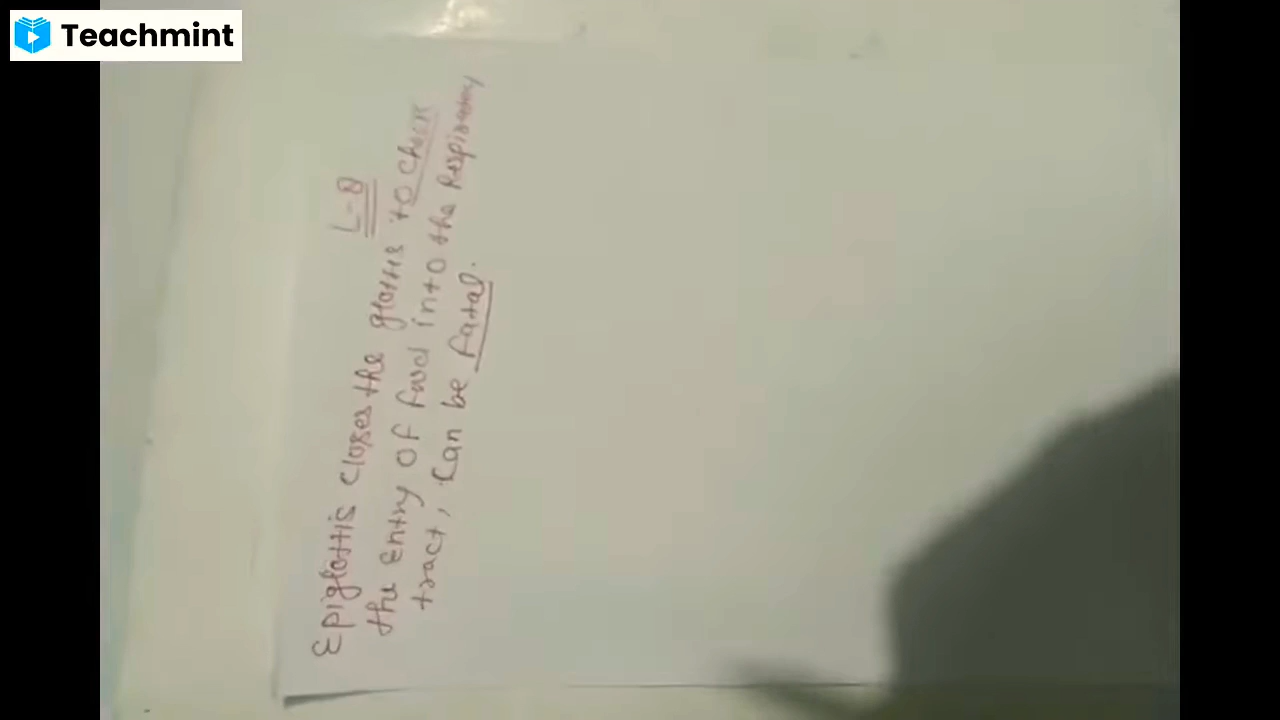 Teachmint
L-8
Epiglottis closes the glottis to check
the Entry of food into the Respiratory
tract, Can be fatal.